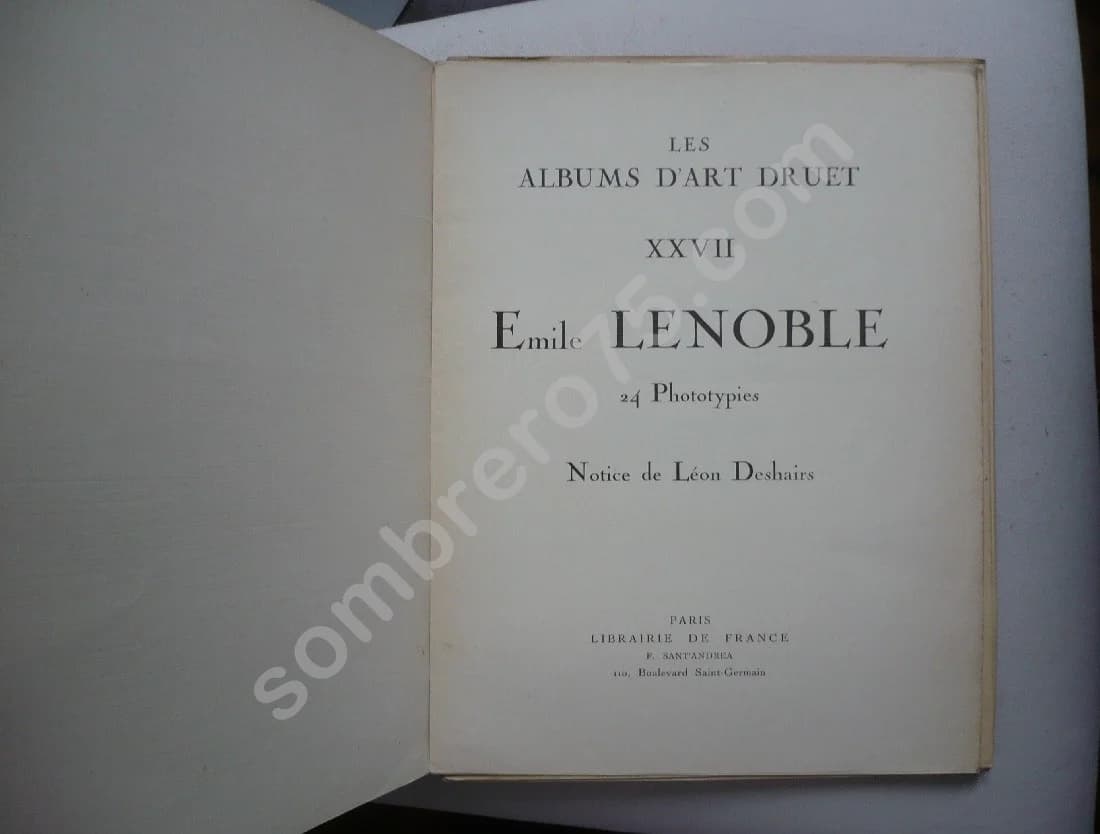 LES
ALBUMS D'ART DRUET
XXVII
Emile LENOBLE
24 Phototypies
Notice de Léon Deshairs
PARIS
LIBRAIRIE DE FRANCE
F. SANT'ANDREA
110, Boulevard Saint-Germain
sombrero75.com